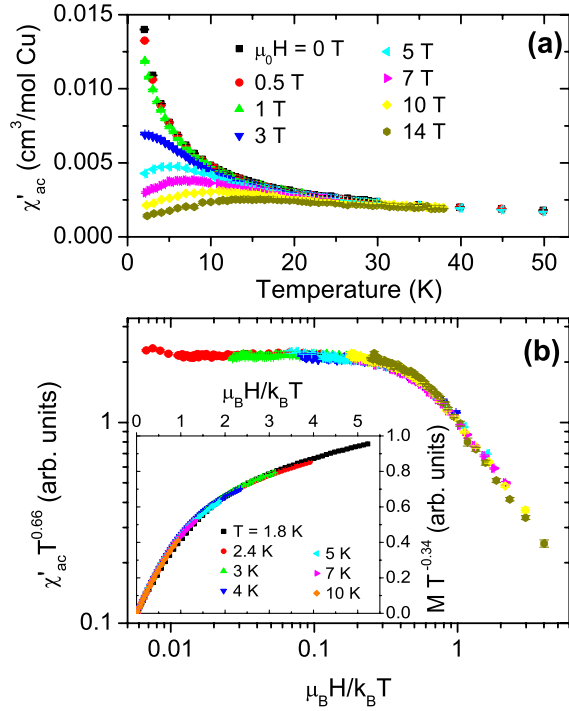 (a)
μ₀H = 0 T
0.5 T
1 T
3 T
5 T
7 T
10 T
14 T
0.015
0.010
0.005
0.000
χ'ac (cm³/mol Cu)
0 10 20 30 40 50
Temperature (K)
(b)
1
0.1
χ'ac T^0.66 (arb. units)
μBH/kBT
0 1 2 3 4 5
1.0
0.8
0.6
0.4
0.2
0.0
M T^-0.34 (arb. units)
T = 1.8 K
2.4 K
3 K
4 K
5 K
7 K
10 K
0.01 0.1 1
μBH/kBT